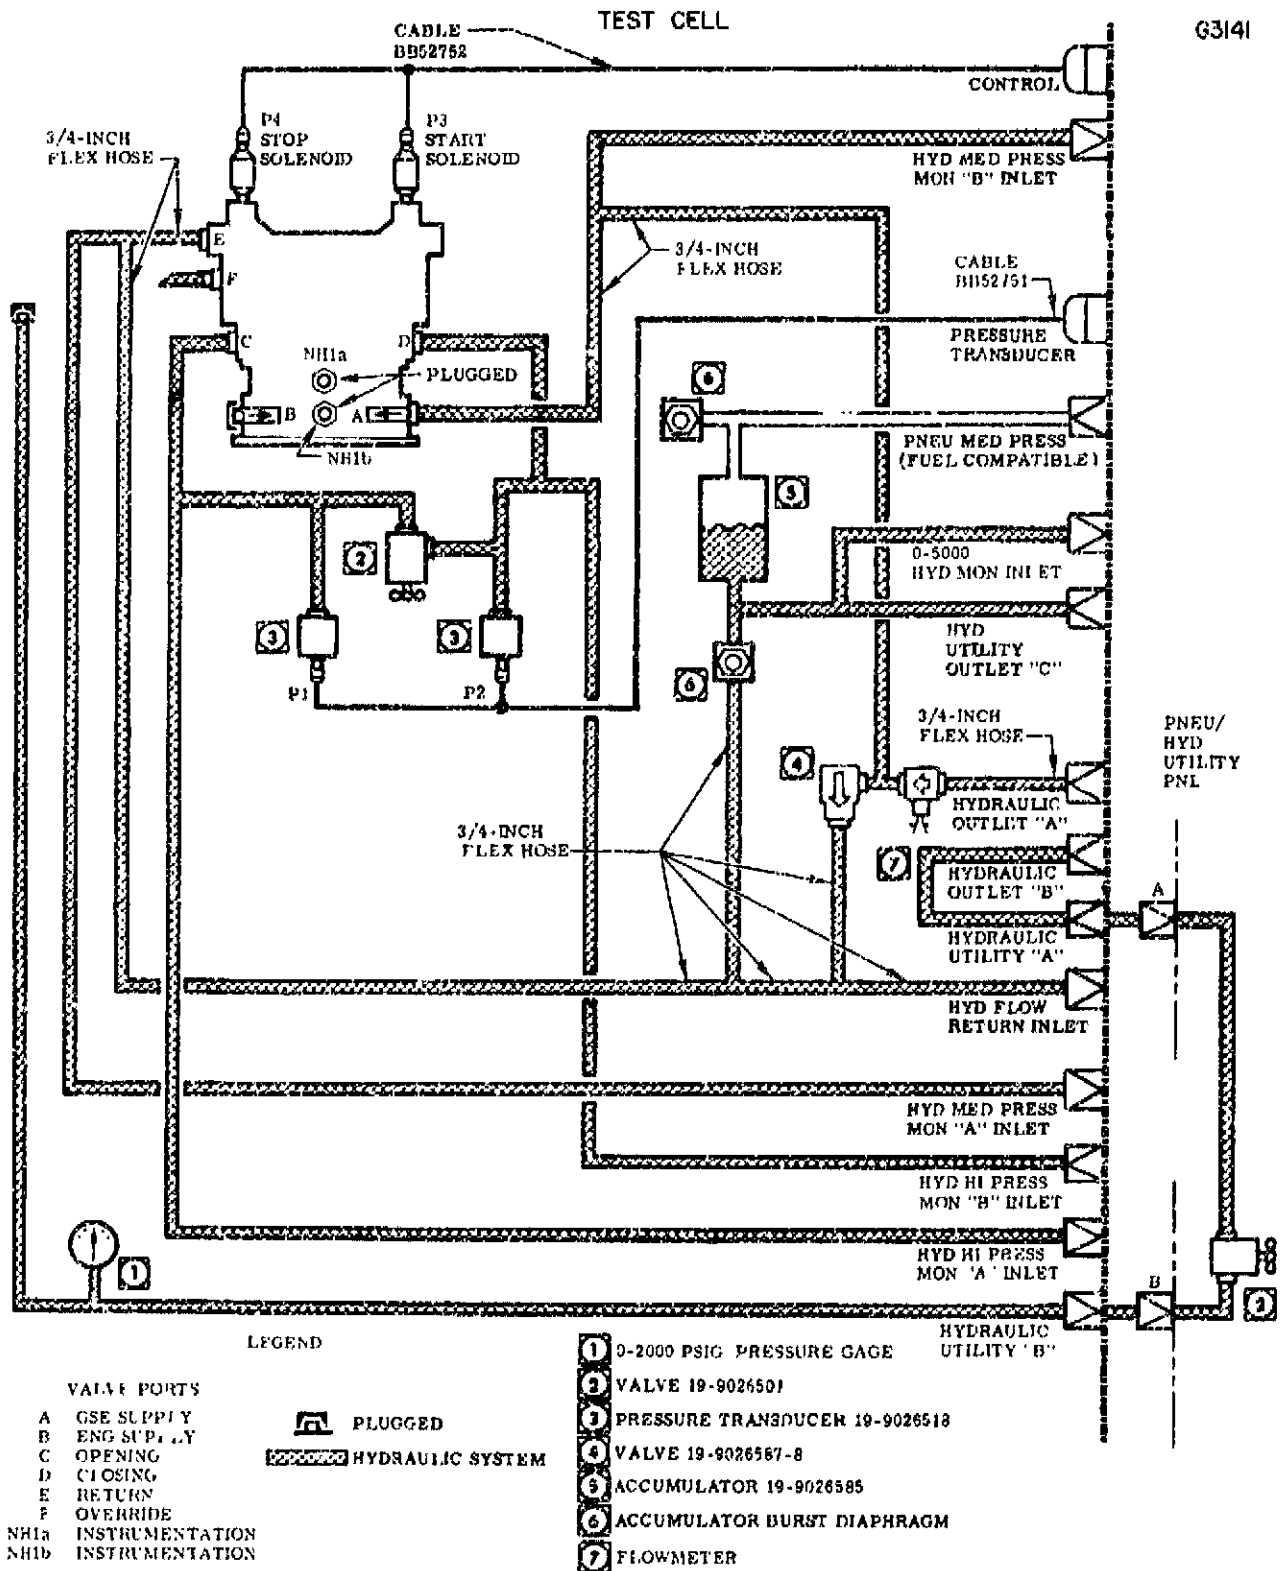 TEST CELL
G3141
CABLE
BB52752
CONTROL
P4
STOP
SOLENOID
P3
START
SOLENOID
3/4-INCH
FLEX HOSE
HYD MED PRESS
MON "B" INLET
E
F
3/4-INCH
FLEX HOSE
CABLE
BB52751
PRESSURE
TRANSDUCER
C
D
NH1a
PLUGGED
B
A
NH1b
6
PNEU MED PRESS
(FUEL COMPATIBLE)
5
2
0-5000
HYD MON INLET
3
3
HYD
UTILITY
OUTLET "C"
6
P1
P2
3/4-INCH
FLEX HOSE
PNEU/
HYD
UTILITY
PNL
4
HYDRAULIC
OUTLET "A"
3/4-INCH
FLEX HOSE
7
HYDRAULIC
OUTLET "B"
A
HYDRAULIC
UTILITY "A"
HYD FLOW
RETURN INLET
HYD MED PRESS
MON "A" INLET
HYD HI PRESS
MON "B" INLET
HYD HI PRESS
MON "A" INLET
1
B
HYDRAULIC
UTILITY "B"
LEGEND
VALVE PORTS
A GSE SUPPLY
B ENG SUPPLY
C OPENING
D CLOSING
E RETURN
F OVERRIDE
NH1a INSTRUMENTATION
NH1b INSTRUMENTATION
PLUGGED
HYDRAULIC SYSTEM
1 0-2000 PSIG PRESSURE GAGE
2 VALVE 19-9026501
3 PRESSURE TRANSDUCER 19-9026518
4 VALVE 19-9026587-8
5 ACCUMULATOR 19-9026585
6 ACCUMULATOR BURST DIAPHRAGM
7 FLOWMETER